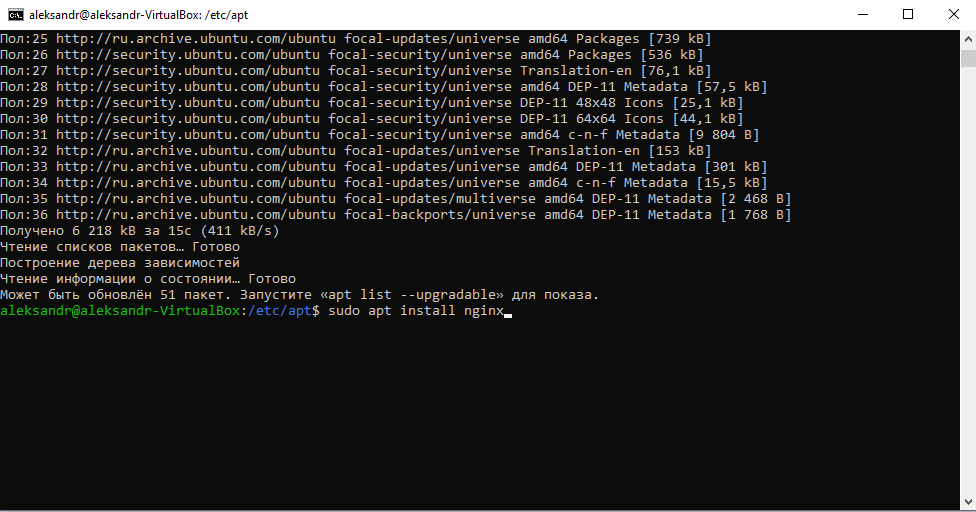 aleksandr@aleksandr-VirtualBox: /etc/apt
Пол:25 http://ru.archive.ubuntu.com/ubuntu focal-updates/universe amd64 Packages [739 kB]
Пол:26 http://security.ubuntu.com/ubuntu focal-security/universe amd64 Packages [536 kB]
Пол:27 http://security.ubuntu.com/ubuntu focal-security/universe Translation-en [76,1 kB]
Пол:28 http://security.ubuntu.com/ubuntu focal-security/universe amd64 DEP-11 Metadata [57,5 kB]
Пол:29 http://security.ubuntu.com/ubuntu focal-security/universe DEP-11 48x48 Icons [25,1 kB]
Пол:30 http://security.ubuntu.com/ubuntu focal-security/universe DEP-11 64x64 Icons [44,1 kB]
Пол:31 http://security.ubuntu.com/ubuntu focal-security/universe amd64 c-n-f Metadata [9 804 B]
Пол:32 http://ru.archive.ubuntu.com/ubuntu focal-updates/universe Translation-en [153 kB]
Пол:33 http://ru.archive.ubuntu.com/ubuntu focal-updates/universe amd64 DEP-11 Metadata [301 kB]
Пол:34 http://ru.archive.ubuntu.com/ubuntu focal-updates/universe amd64 c-n-f Metadata [15,5 kB]
Пол:35 http://ru.archive.ubuntu.com/ubuntu focal-updates/multiverse amd64 DEP-11 Metadata [2 468 B]
Пол:36 http://ru.archive.ubuntu.com/ubuntu focal-backports/universe amd64 DEP-11 Metadata [1 768 B]
Получено 6 218 kB за 15с (411 kB/s)
Чтение списков пакетов… Готово
Построение дерева зависимостей
Чтение информации о состоянии… Готово
Может быть обновлён 51 пакет. Запустите «apt list --upgradable» для показа.
aleksandr@aleksandr-VirtualBox:/etc/apt$ sudo apt install nginx